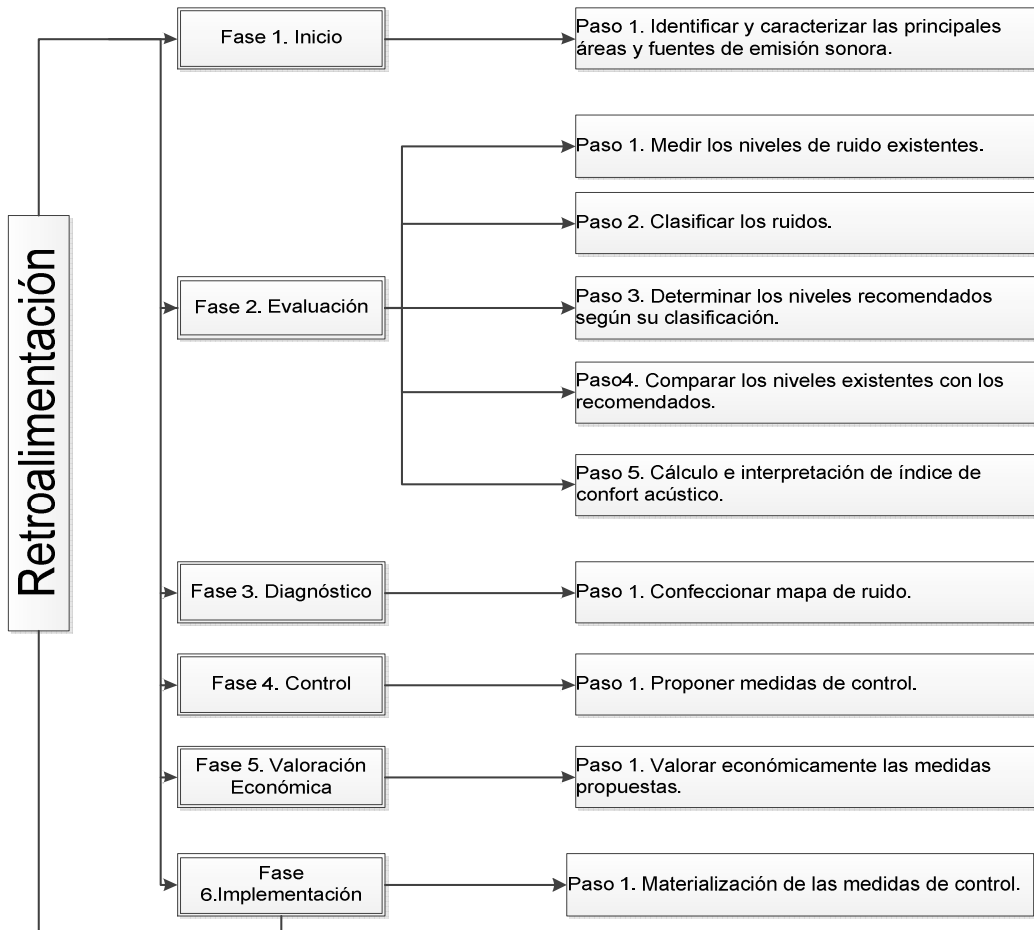 Retroalimentación
Fase 1. Inicio
Paso 1. Identificar y caracterizar las principales
áreas y fuentes de emisión sonora.
Fase 2. Evaluación
Paso 1. Medir los niveles de ruido existentes.
Paso 2. Clasificar los ruidos.
Paso 3. Determinar los niveles recomendados
según su clasificación.
Paso4. Comparar los niveles existentes con los
recomendados.
Paso 5. Cálculo e interpretación de índice de
confort acústico.
Fase 3. Diagnóstico
Paso 1. Confeccionar mapa de ruido.
Fase 4. Control
Paso 1. Proponer medidas de control.
Fase 5. Valoración
Económica
Paso 1. Valorar económicamente las medidas
propuestas.
Fase
6.Implementación
Paso 1. Materialización de las medidas de control.